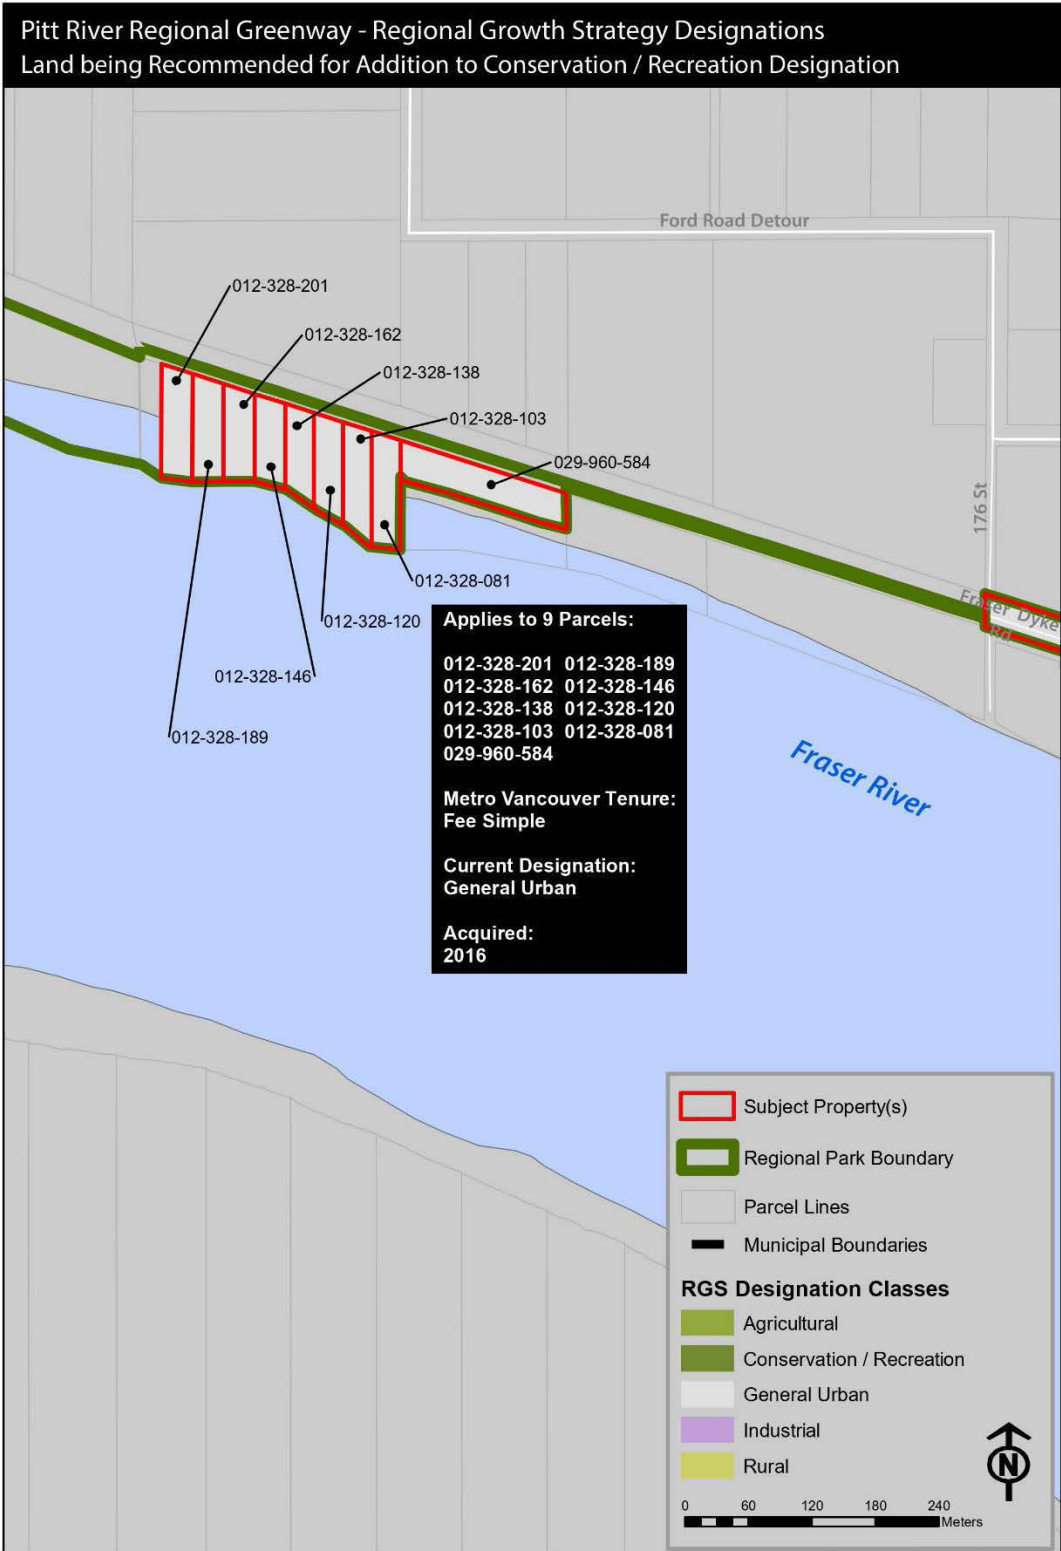 Pitt River Regional Greenway - Regional Growth Strategy Designations
Land being Recommended for Addition to Conservation / Recreation Designation
Ford Road Detour
012-328-201
012-328-162
012-328-138
012-328-103
029-960-584
176 St
012-328-081
Fraser Dyke
Rd
012-328-120
012-328-146
012-328-189
Applies to 9 Parcels:
012-328-201 012-328-189
012-328-162 012-328-146
012-328-138 012-328-120
012-328-103 012-328-081
029-960-584
Metro Vancouver Tenure:
Fee Simple
Current Designation:
General Urban
Acquired:
2016
Fraser River
Subject Property(s)
Regional Park Boundary
Parcel Lines
Municipal Boundaries
RGS Designation Classes
Agricultural
Conservation / Recreation
General Urban
Industrial
Rural
N
0 60 120 180 240
Meters